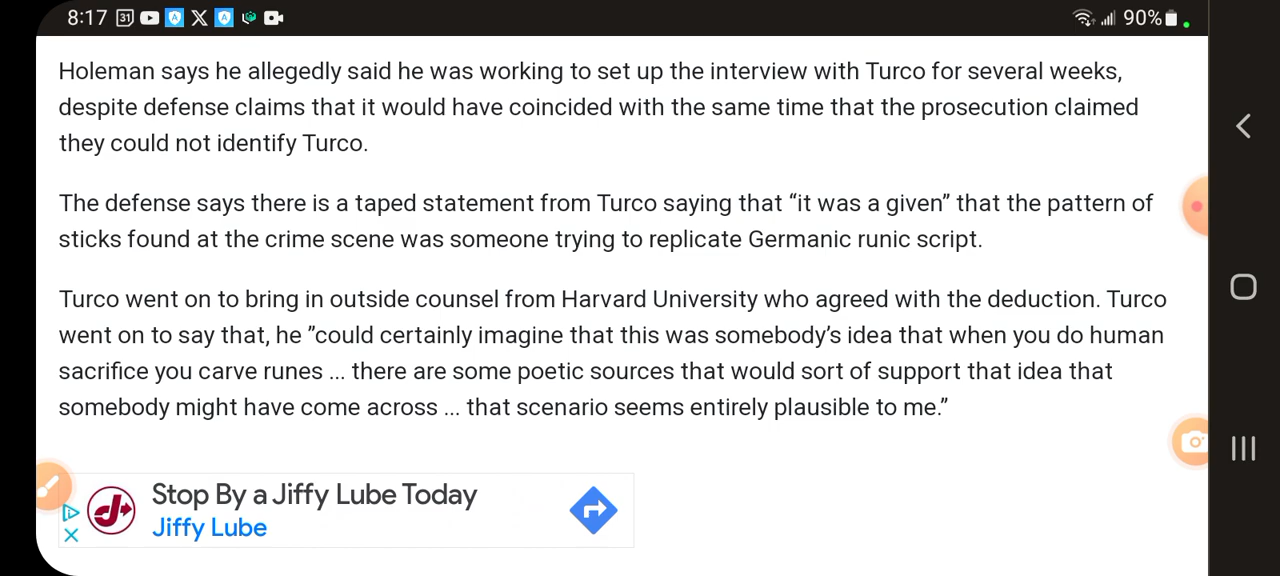 8:17 31 90%
Holeman says he allegedly said he was working to set up the interview with Turco for several weeks,
despite defense claims that it would have coincided with the same time that the prosecution claimed
they could not identify Turco.
The defense says there is a taped statement from Turco saying that “it was a given” that the pattern of
sticks found at the crime scene was someone trying to replicate Germanic runic script.
Turco went on to bring in outside counsel from Harvard University who agreed with the deduction. Turco
went on to say that, he ”could certainly imagine that this was somebody’s idea that when you do human
sacrifice you carve runes ... there are some poetic sources that would sort of support that idea that
somebody might have come across ... that scenario seems entirely plausible to me.”
Stop By a Jiffy Lube Today
Jiffy Lube